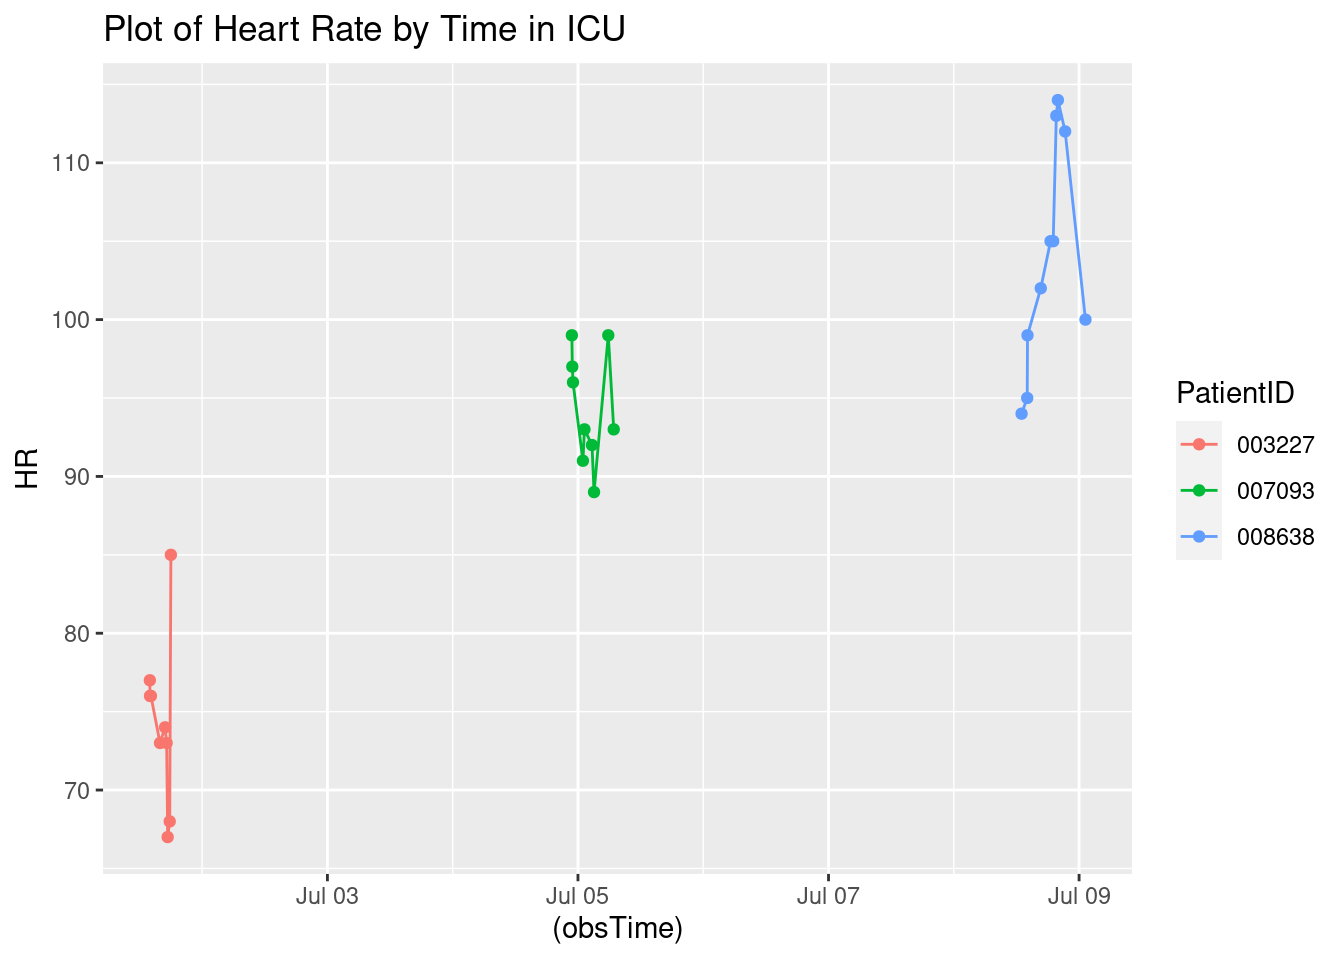 Plot of Heart Rate by Time in ICU
110
100
90
80
70
HR
Jul 03
Jul 05
Jul 07
Jul 09
(obsTime)
PatientID
003227
007093
008638